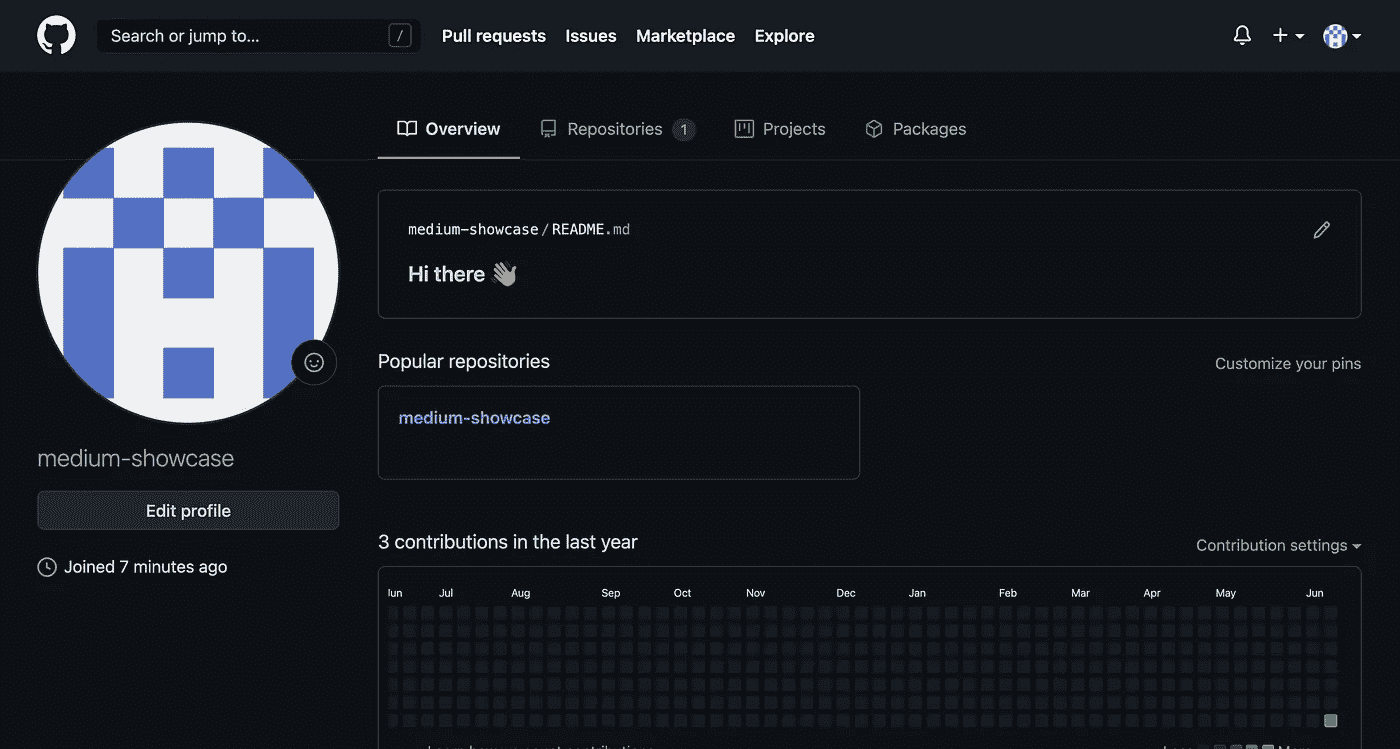 Search or jump to... /
Pull requests
Issues
Marketplace
Explore
Overview
Repositories 1
Projects
Packages
medium-showcase/README.md
Hi there 👋
Popular repositories
Customize your pins
medium-showcase
medium-showcase
Edit profile
Joined 7 minutes ago
3 contributions in the last year
Contribution settings
Jul Aug Sep Oct Nov Dec Jan Feb Mar Apr May Jun